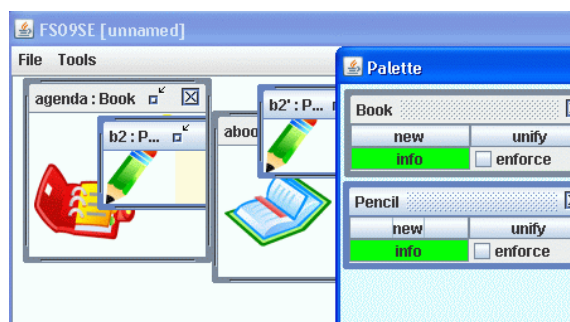 FS09SE [unnamed]
File Tools
agenda : Book
b2 : P...
b2' : P...
Palette
Book
new unify
info enforce
Pencil
new unify
info enforce